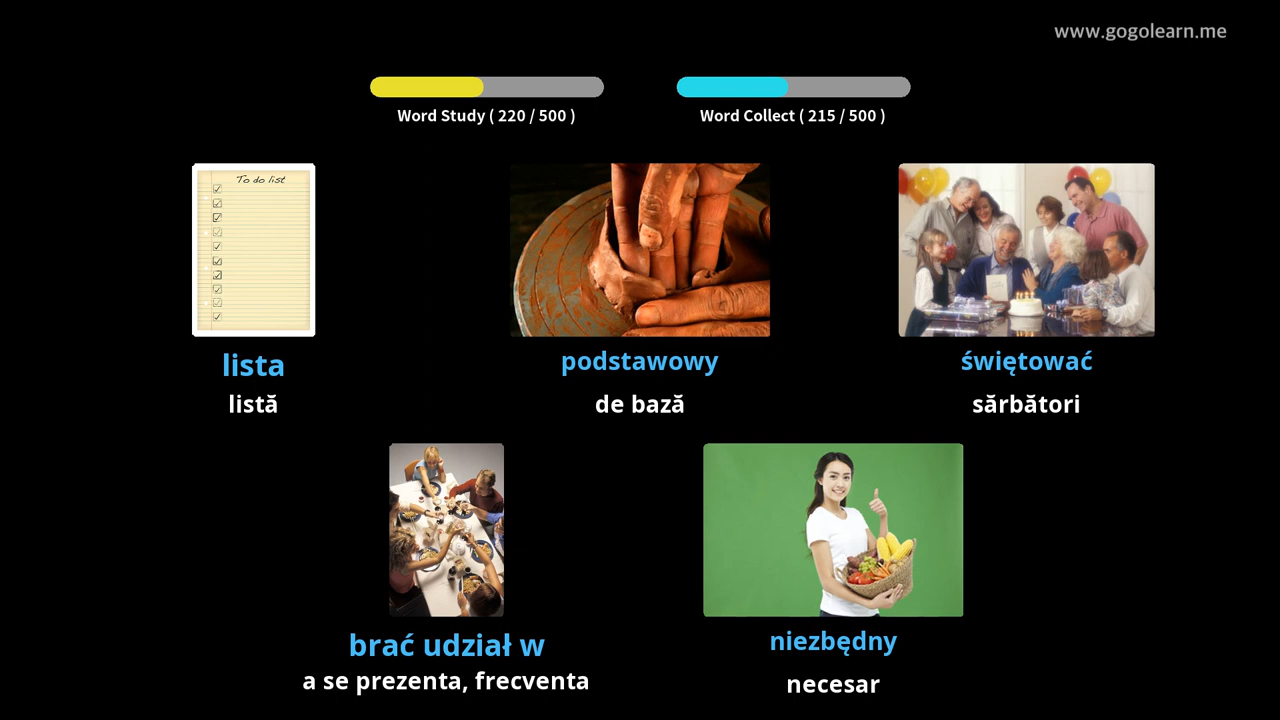 www.gogolearn.me
Word Study ( 220 / 500 )
Word Collect ( 215 / 500 )
To do list
lista
listă
podstawowy
de bază
świętować
sărbători
brać udział w
a se prezenta, frecventa
niezbędny
necesar